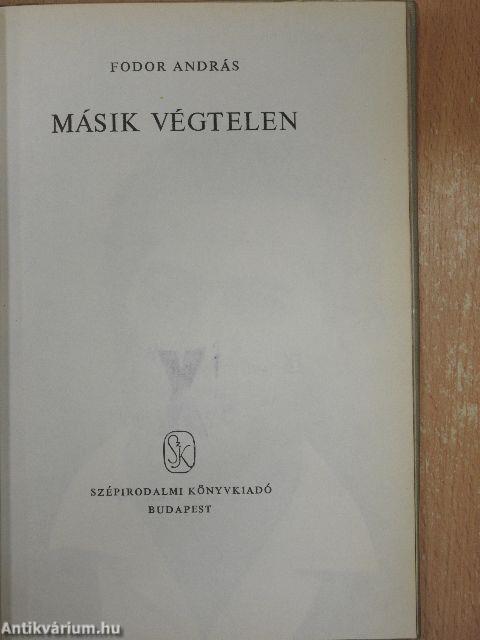 FODOR ANDRÁS
MÁSIK VÉGTELEN
SzK
SZÉPIRODALMI KÖNYVKIADÓ
BUDAPEST
Antikvárium.hu